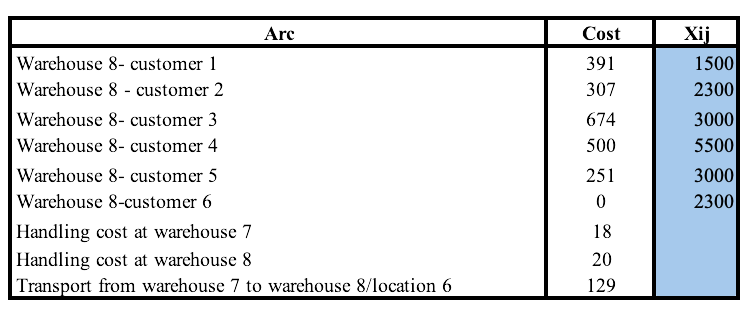 Arc Cost Xij
Warehouse 8- customer 1 391 1500
Warehouse 8 - customer 2 307 2300
Warehouse 8- customer 3 674 3000
Warehouse 8- customer 4 500 5500
Warehouse 8- customer 5 251 3000
Warehouse 8-customer 6 0 2300
Handling cost at warehouse 7 18
Handling cost at warehouse 8 20
Transport from warehouse 7 to warehouse 8/location 6 129